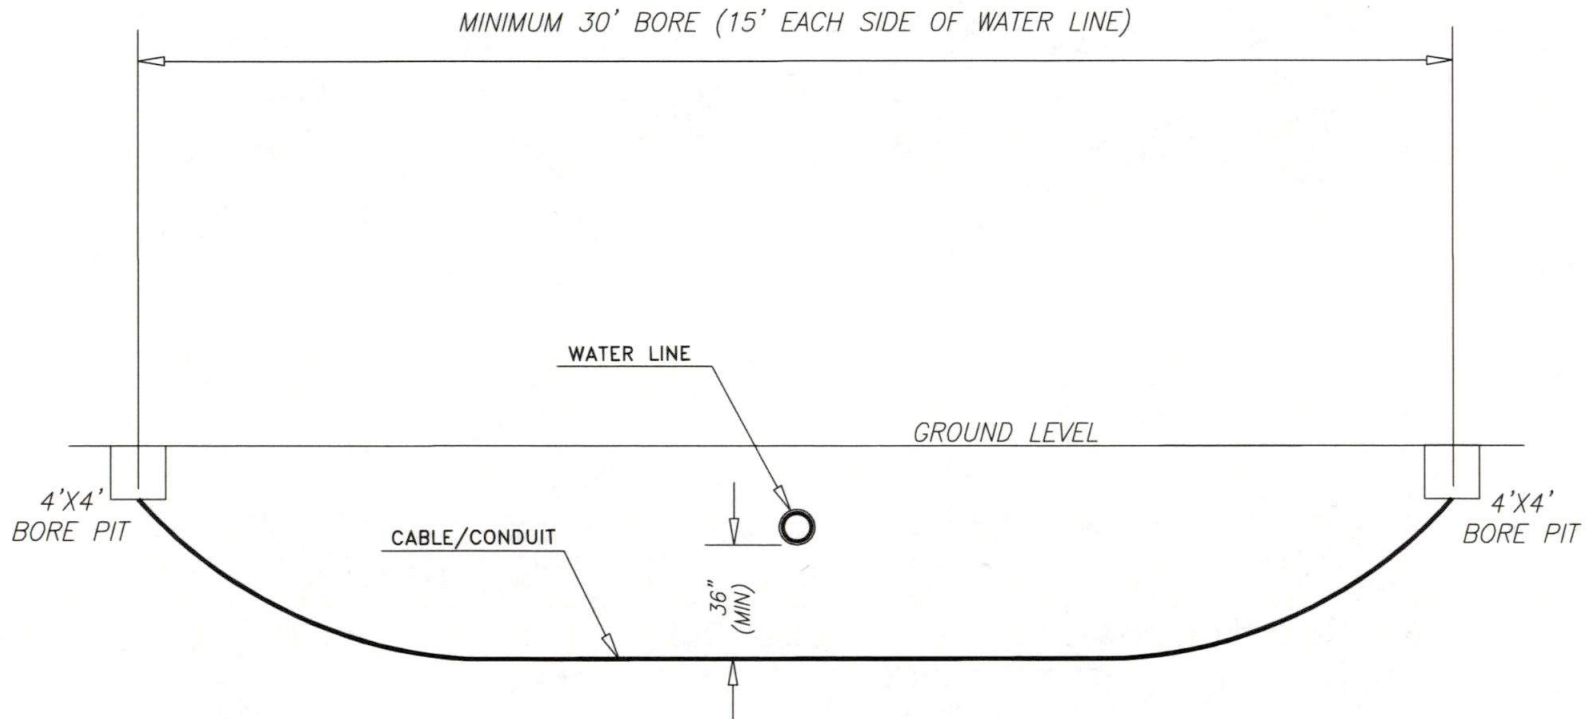 MINIMUM 30' BORE (15' EACH SIDE OF WATER LINE)
WATER LINE
GROUND LEVEL
4'X4'
BORE PIT
CABLE/CONDUIT
36"
(MIN)
4'X4'
BORE PIT